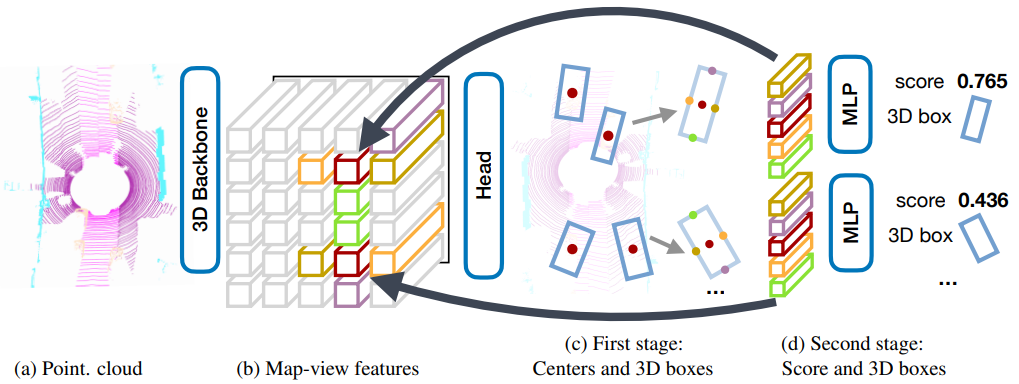 3D Backbone
Head
MLP
score 0.765
3D box
MLP
score 0.436
3D box
...
...
(a) Point. cloud
(b) Map-view features
(c) First stage:
Centers and 3D boxes
(d) Second stage:
Score and 3D boxes